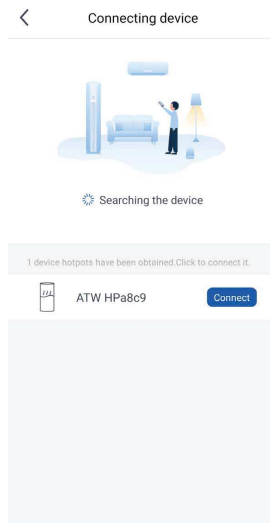 Connecting device
Searching the device
1 device hotpots have been obtained.Click to connect it.
ATW HPa8c9
Connect